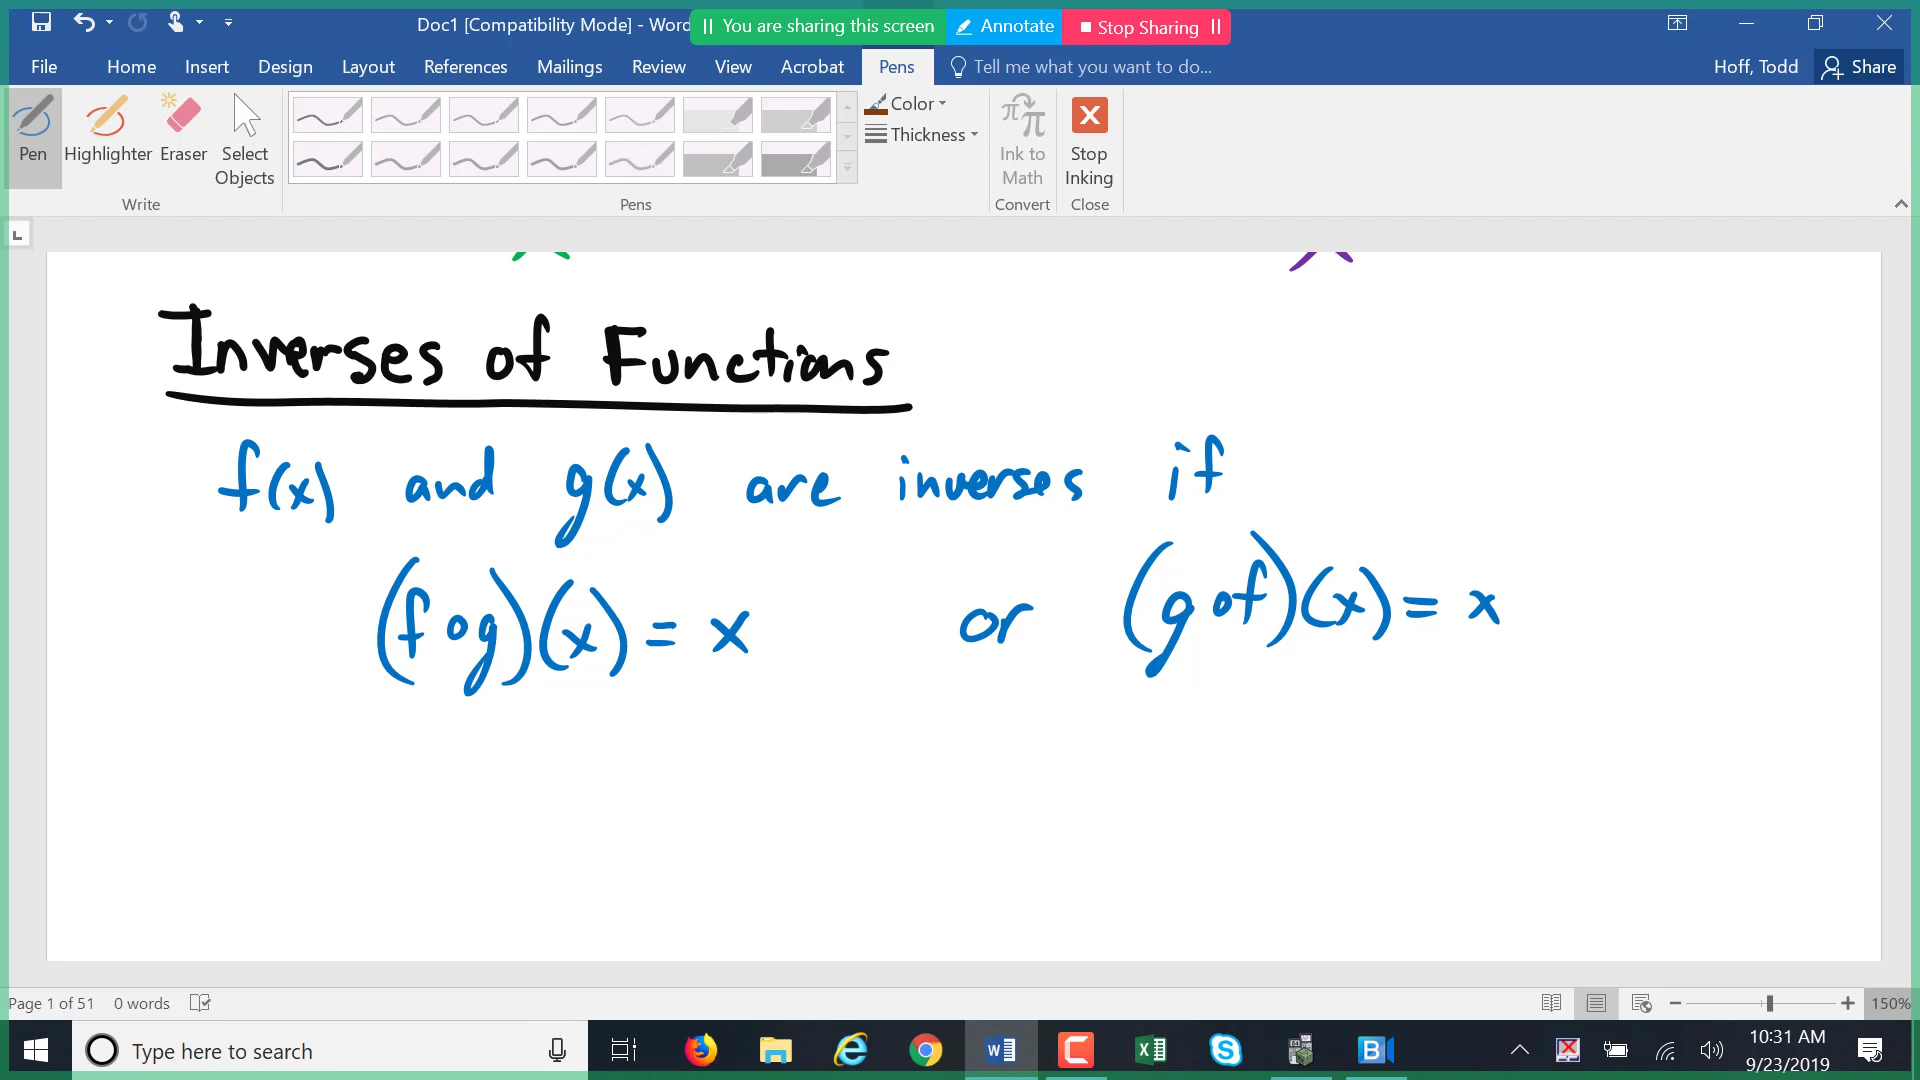 Doc1 [Compatibility Mode] - Word
You are sharing this screen
Annotate
Stop Sharing
File Home Insert Design Layout References Mailings Review View Acrobat Pens Tell me what you want to do... Hoff, Todd Share
Pen Highlighter Eraser Select Objects
Color
Thickness
Ink to Math
Stop Inking
Write Pens Convert Close
Inverses of Functions
f(x) and g(x) are inverses if
(f o g)(x) = x or (g o f)(x) = x
Page 1 of 51 0 words 150%
Type here to search
10:31 AM
9/23/2019